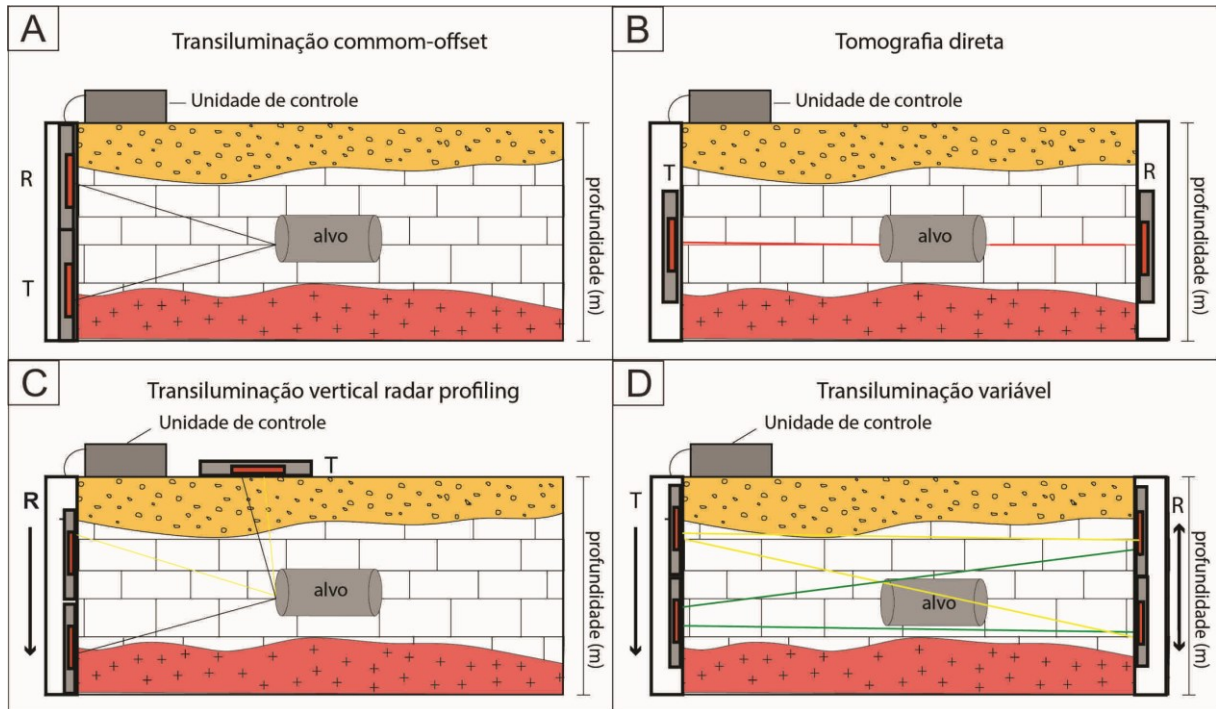 A
Transiluminação commom-offset
Unidade de controle
R
T
alvo
profundidade (m)
B
Tomografia direta
Unidade de controle
T
R
alvo
profundidade (m)
C
Transiluminação vertical radar profiling
Unidade de controle
T
R
alvo
profundidade (m)
D
Transiluminação variável
Unidade de controle
T
R
alvo
profundidade (m)